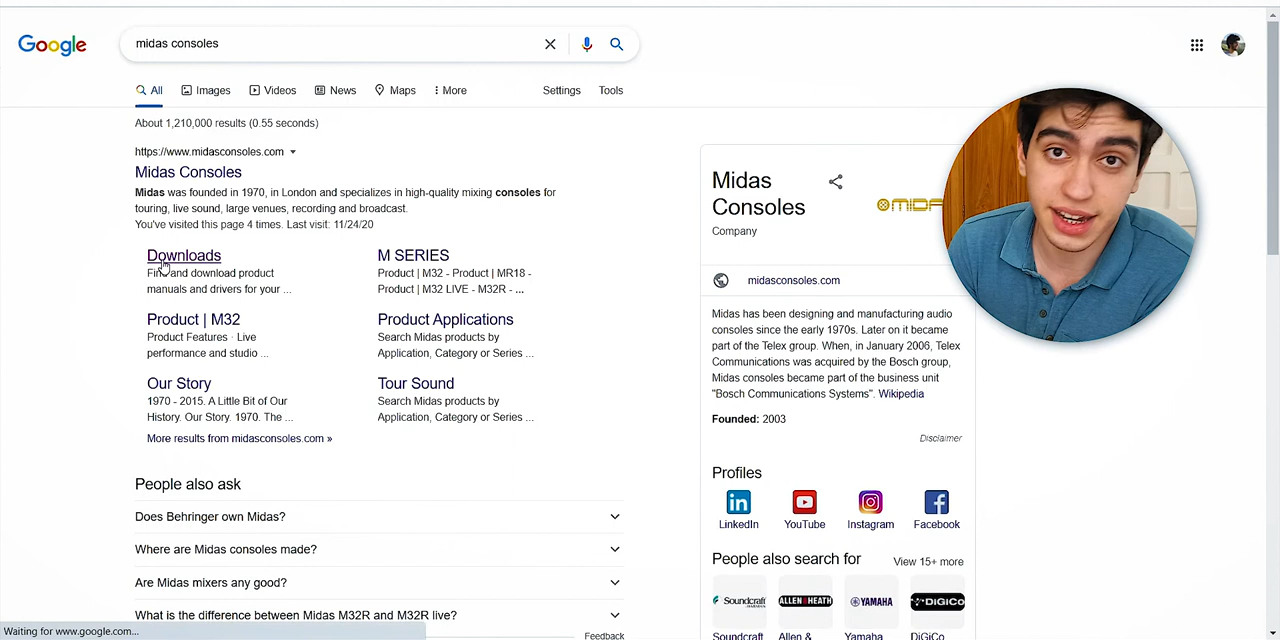 Google
midas consoles
All Images Videos News Maps More Settings Tools
About 1,210,000 results (0.55 seconds)
https://www.midasconsoles.com
Midas Consoles
Midas was founded in 1970, in London and specializes in high-quality mixing consoles for
touring, live sound, large venues, recording and broadcast.
You've visited this page 4 times. Last visit: 11/24/20
Downloads
Find and download product
manuals and drivers for your ...
M SERIES
Product | M32 - Product | MR18 -
Product | M32 LIVE - M32R - ...
Product | M32
Product Features · Live
performance and studio ...
Product Applications
Search Midas products by
Application, Category or Series ...
Our Story
1970 - 2015. A Little Bit of Our
History. Our Story. 1970. The ...
Tour Sound
Search Midas products by
Application, Category or Series ...
More results from midasconsoles.com »
People also ask
Does Behringer own Midas?
Where are Midas consoles made?
Are Midas mixers any good?
What is the difference between Midas M32R and M32R live?
Feedback
Waiting for www.google.com...
Midas
Consoles
Company
midasconsoles.com
Midas has been designing and manufacturing audio
consoles since the early 1970s. Later on it became
part of the Telex group. When, in January 2006, Telex
Communications was acquired by the Bosch group,
Midas consoles became part of the business unit
"Bosch Communications Systems". Wikipedia
Founded: 2003
Disclaimer
Profiles
LinkedIn YouTube Instagram Facebook
People also search for View 15+ more
Soundcraft ALLEN&HEATH YAMAHA DiGiCo
Soundcraft Allen & Yamaha DiGiCo